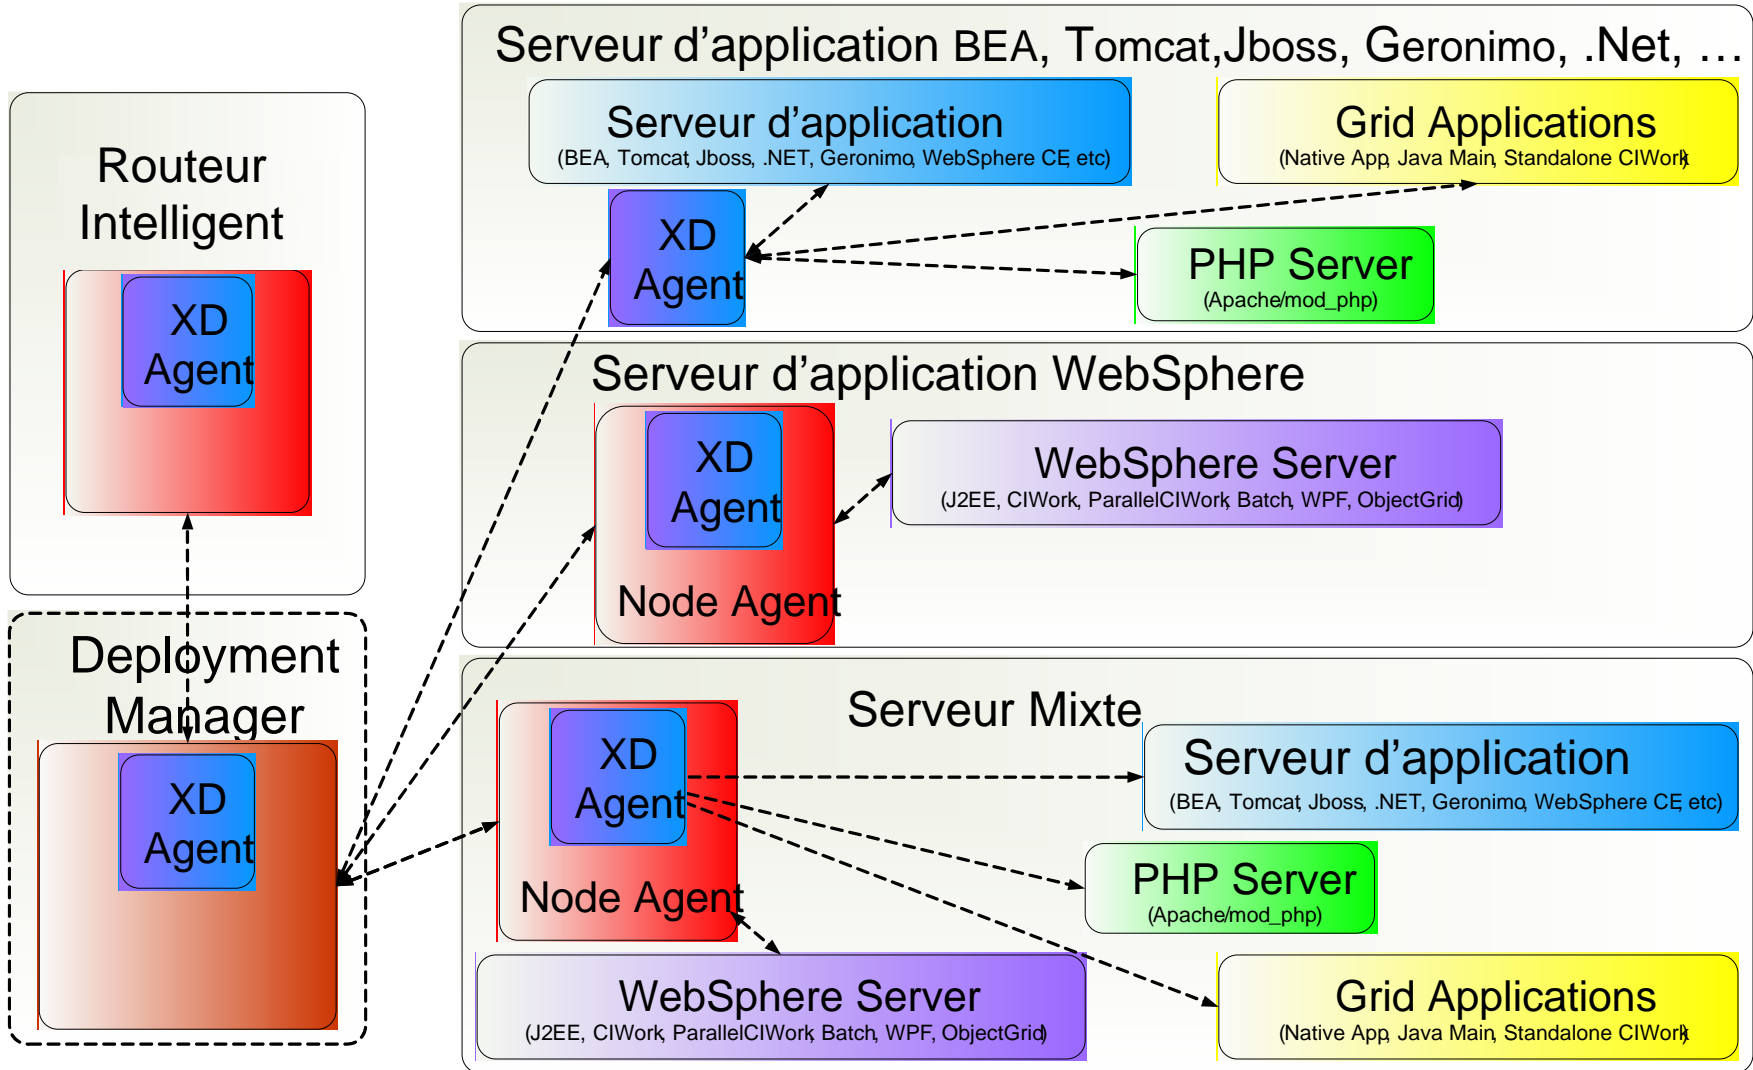 Serveur d'application BEA, Tomcat,Jboss, Geronimo, .Net, …
Serveur d'application
(BEA, Tomcat, Jboss, .NET, Geronimo, WebSphere CE, etc)
Grid Applications
(Native App, Java Main, Standalone CIWork)
XD
Agent
PHP Server
(Apache/mod_php)
Routeur
Intelligent
XD
Agent
Serveur d'application WebSphere
XD
Agent
Node Agent
WebSphere Server
(J2EE, CIWork, ParallelCIWork, Batch, WPF, ObjectGrid)
Deployment
Manager
XD
Agent
Serveur Mixte
XD
Agent
Node Agent
Serveur d'application
(BEA, Tomcat, Jboss, .NET, Geronimo, WebSphere CE, etc)
PHP Server
(Apache/mod_php)
WebSphere Server
(J2EE, CIWork, ParallelCIWork, Batch, WPF, ObjectGrid)
Grid Applications
(Native App, Java Main, Standalone CIWork)